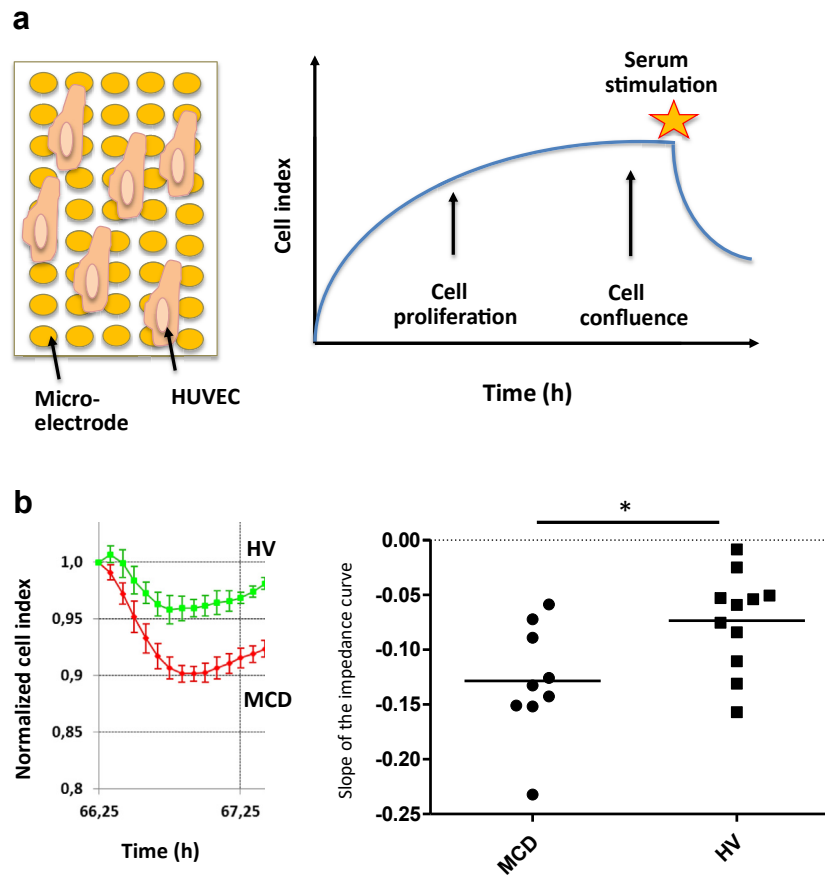 a
Serum
stimulation
Cell index
Cell
proliferation
Cell
confluence
Time (h)
Micro-
electrode
HUVEC
b
Normalized cell index
1,0
0,95
0,9
0,85
0,8
HV
MCD
66,25
67,25
Time (h)
*
Slope of the impedance curve
0.00
-0.05
-0.10
-0.15
-0.20
-0.25
MCD
HV